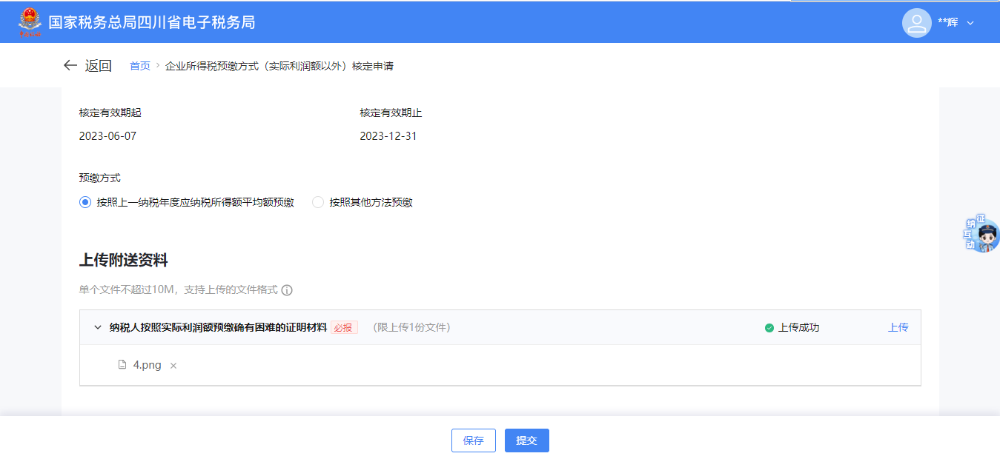 国家税务总局四川省电子税务局
**辉
返回 首页 > 企业所得税预缴方式（实际利润额以外）核定申请
核定有效期起 核定有效期止
2023-06-07 2023-12-31
预缴方式
按照上一纳税年度应纳税所得额平均额预缴 按照其他方法预缴
征纳互动
上传附送资料
单个文件不超过10M，支持上传的文件格式
纳税人按照实际利润额预缴确有困难的证明材料 必报 （限上传1份文件） 上传成功 上传
4.png ×
保存 提交